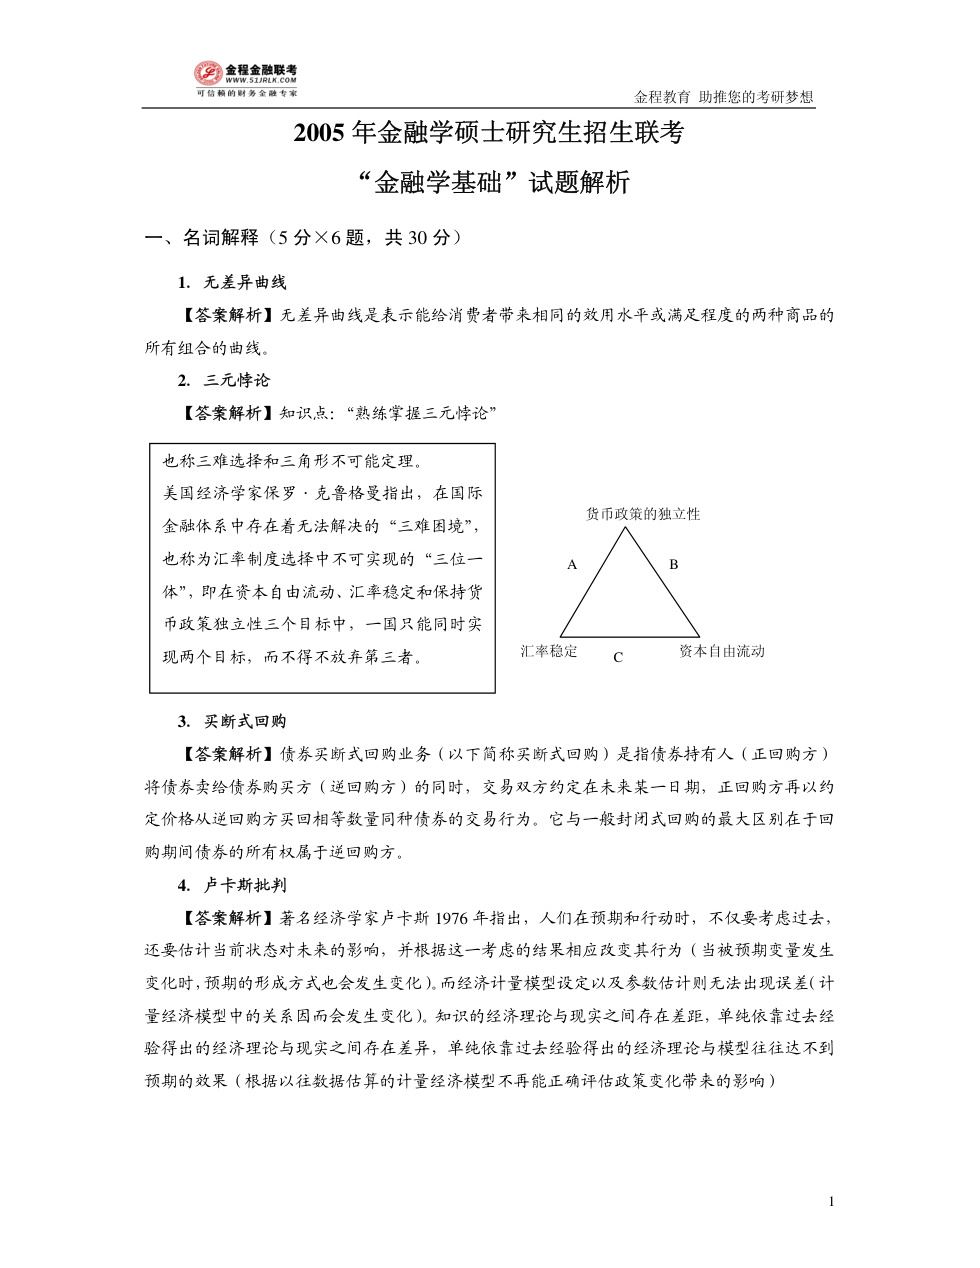 金程金融联考
WWW.51JRLK.COM
可信赖的财务金融专家
金程教育 助推您的考研梦想
2005 年金融学硕士研究生招生联考
“金融学基础”试题解析
一、名词解释（5 分×6 题，共 30 分）
1. 无差异曲线
【答案解析】无差异曲线是表示能给消费者带来相同的效用水平或满足程度的两种商品的
所有组合的曲线。
2. 三元悖论
【答案解析】知识点：“熟练掌握三元悖论”
也称三难选择和三角形不可能定理。
美国经济学家保罗·克鲁格曼指出，在国际
金融体系中存在着无法解决的“三难困境”，
也称为汇率制度选择中不可实现的“三位一
体”，即在资本自由流动、汇率稳定和保持货
币政策独立性三个目标中，一国只能同时实
现两个目标，而不得不放弃第三者。
货币政策的独立性
A B
汇率稳定 C 资本自由流动
3. 买断式回购
【答案解析】债券买断式回购业务（以下简称买断式回购）是指债券持有人（正回购方）
将债券卖给债券购买方（逆回购方）的同时，交易双方约定在未来某一日期，正回购方再以约
定价格从逆回购方买回相等数量同种债券的交易行为。它与一般封闭式回购的最大区别在于回
购期间债券的所有权属于逆回购方。
4. 卢卡斯批判
【答案解析】著名经济学家卢卡斯 1976 年指出，人们在预期和行动时，不仅要考虑过去，
还要估计当前状态对未来的影响，并根据这一考虑的结果相应改变其行为（当被预期变量发生
变化时，预期的形成方式也会发生变化）。而经济计量模型设定以及参数估计则无法出现误差（计
量经济模型中的关系因而会发生变化）。知识的经济理论与现实之间存在差距，单纯依靠过去经
验得出的经济理论与现实之间存在差异，单纯依靠过去经验得出的经济理论与模型往往达不到
预期的效果（根据以往数据估算的计量经济模型不再能正确评估政策变化带来的影响）
1